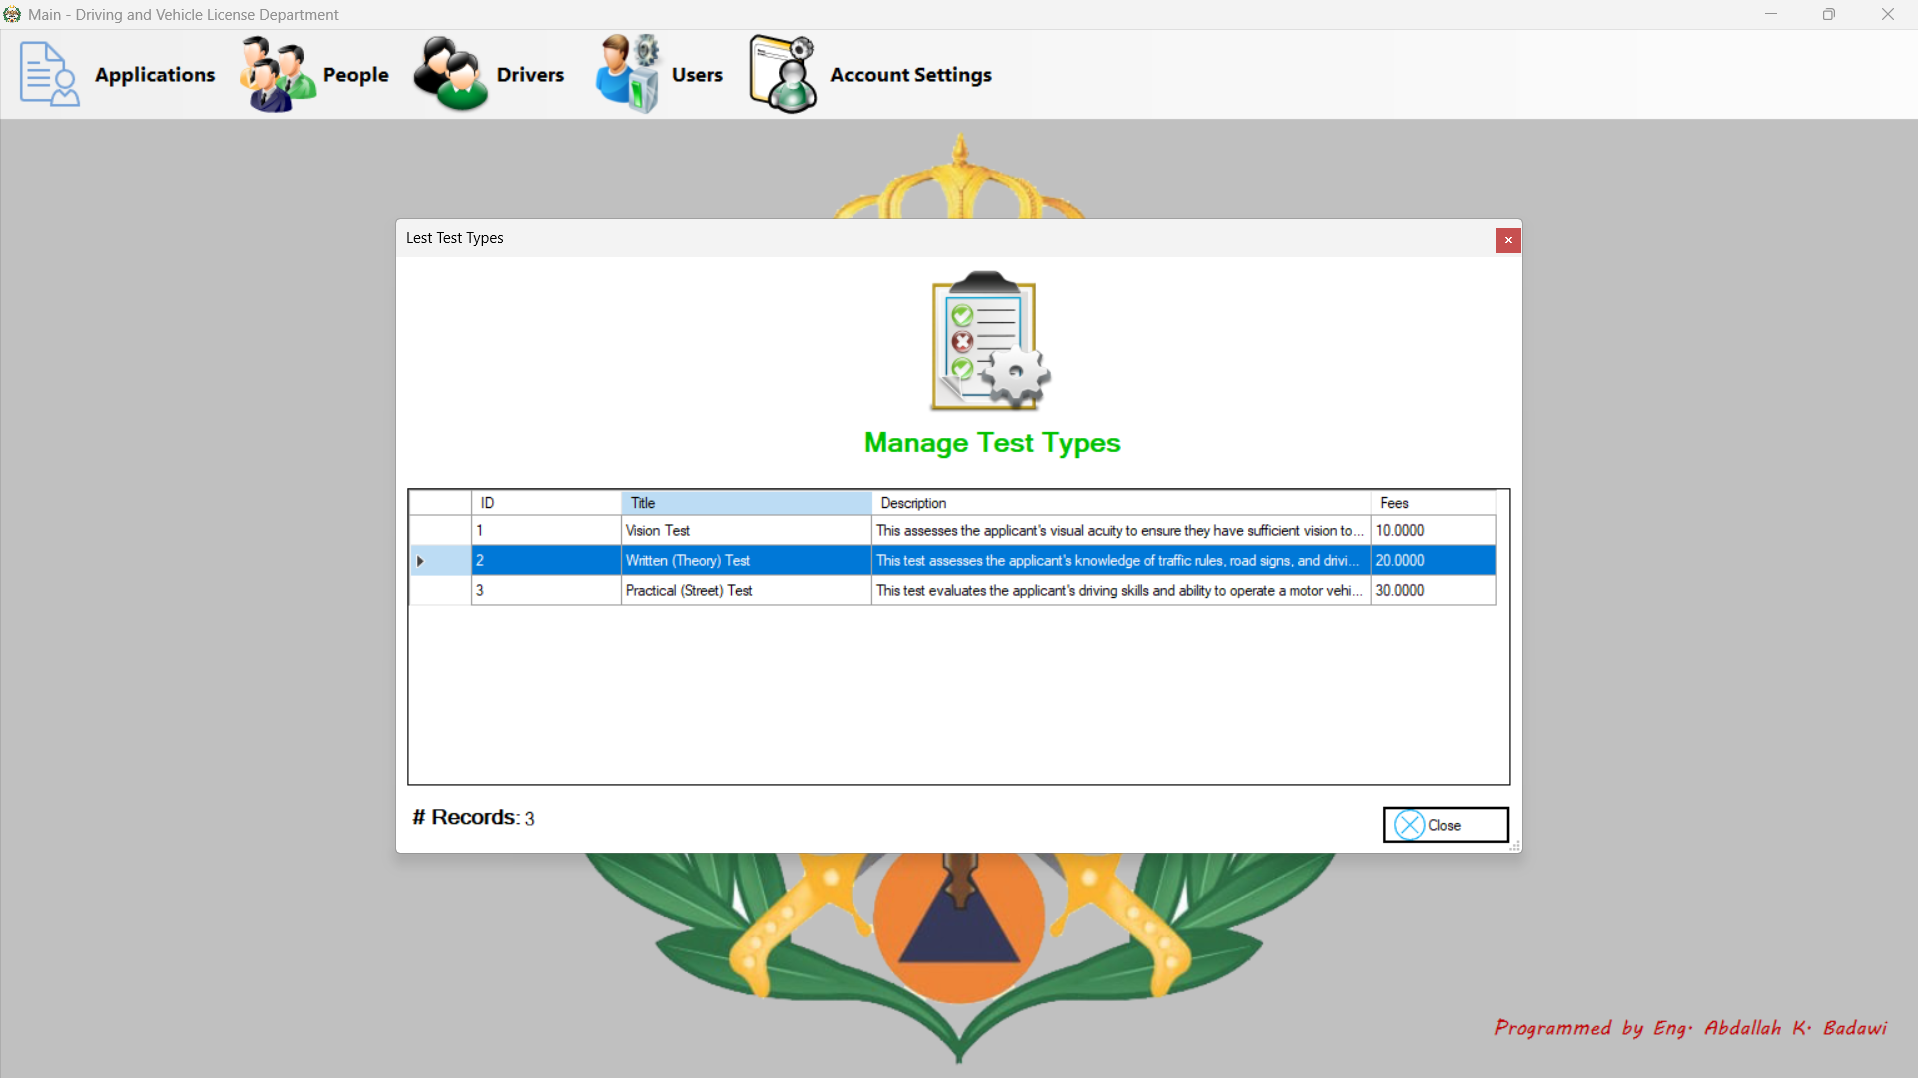 Main - Driving and Vehicle License Department
Applications People Drivers Users Account Settings
Lest Test Types
Manage Test Types
ID Title Description Fees
1 Vision Test This assesses the applicant's visual acuity to ensure they have sufficient vision to... 10.0000
2 Written (Theory) Test This test assesses the applicant's knowledge of traffic rules, road signs, and drivi... 20.0000
3 Practical (Street) Test This test evaluates the applicant's driving skills and ability to operate a motor vehi... 30.0000
# Records: 3
Close
Programmed by Eng. Abdallah K. Badawi